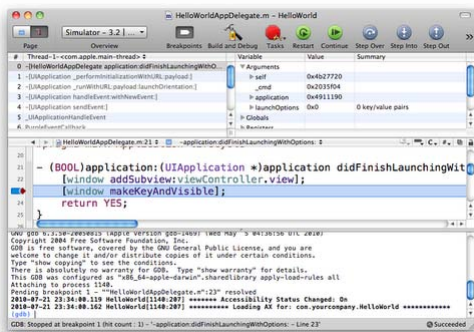 HelloWorldAppDelegate.m - HelloWorld
Simulator - 3.2 | ...
Page Overview Breakpoints Build and Debug Tasks Restart Continue Step Over Step Into Step Out
Thread-1-<com.apple.main-thread> Variable Value Summary
0 -[HelloWorldAppDelegate application:didFinishLaunchingWithO... Arguments
1 -[UIApplication _performInitializationWithURL:payload:] self 0x4b27720
2 -[UIApplication _runWithURL:payload:launchOrientation:] _cmd 0x2035f04
3 -[UIApplication handleEvent:withNewEvent:] application 0x4911190
4 -[UIApplication sendEvent:] launchOptions 0x0 0 key/value pairs
5 Globals
6 PurpleEventCallback Registers
HelloWorldAppDelegate.m:21 -application:didFinishLaunchingWithOptions:
20
21 - (BOOL)application:(UIApplication *)application didFinishLaunchingWit
22 [window addSubview:viewController.view];
[window makeKeyAndVisible];
24 return YES;
25 }
Copyright 2004 Free Software Foundation, Inc.
GDB is free software, covered by the GNU General Public License, and you are
welcome to change it and/or distribute copies of it under certain conditions.
Type "show copying" to see the conditions.
There is absolutely no warranty for GDB. Type "show warranty" for details.
This GDB was configured as "x86_64-apple-darwin".sharedlibrary apply-load-rules all
Attaching to process 1140.
Pending breakpoint 1 - ""HelloWorldAppDelegate.m":23" resolved
2010-07-21 23:34:00.119 HelloWorld[1140:207] ******** Accessibility Status Changed: On
2010-07-21 23:34:00.162 HelloWorld[1140:207] ******** Loading AX for: com.yourcompany.HelloWorld ************
(gdb)
GDB: Stopped at breakpoint 1 (hit count : 1) - '-application:didFinishLaunchingWithOptions: - Line 23' Succeeded